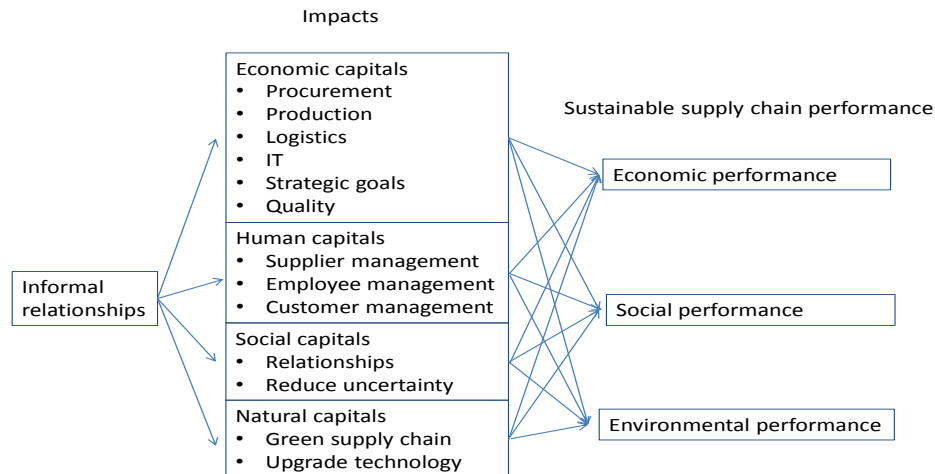 Impacts
Economic capitals
• Procurement
• Production
• Logistics
• IT
• Strategic goals
• Quality
Human capitals
• Supplier management
• Employee management
• Customer management
Social capitals
• Relationships
• Reduce uncertainty
Natural capitals
• Green supply chain
• Upgrade technology
Informal
relationships
Sustainable supply chain performance
Economic performance
Social performance
Environmental performance